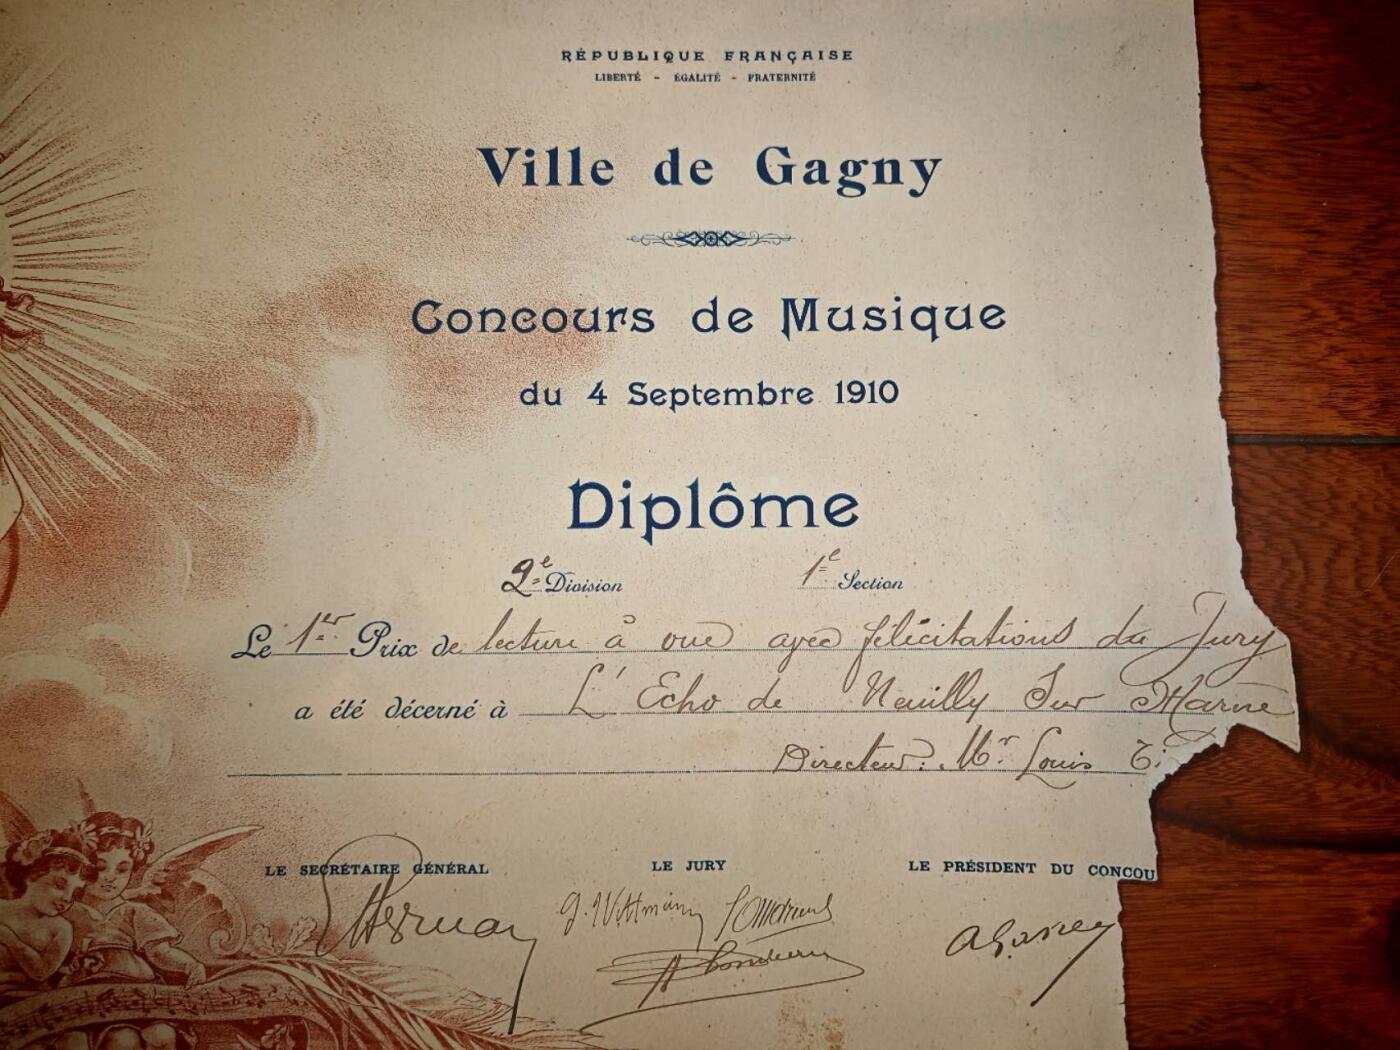 RÉPUBLIQUE FRANÇAISE
LIBERTÉ - ÉGALITÉ - FRATERNITÉ
Ville de Gagny
Concours de Musique
du 4 Septembre 1910
Diplôme
2e Division 1e Section
Le 1er Prix de lecture à vue avec félicitations du Jury
a été décerné à L'Echo de Neuilly Sur Marne
Directeur: Mr Louis
LE SECRÉTAIRE GÉNÉRAL LE JURY LE PRÉSIDENT DU CONCOU